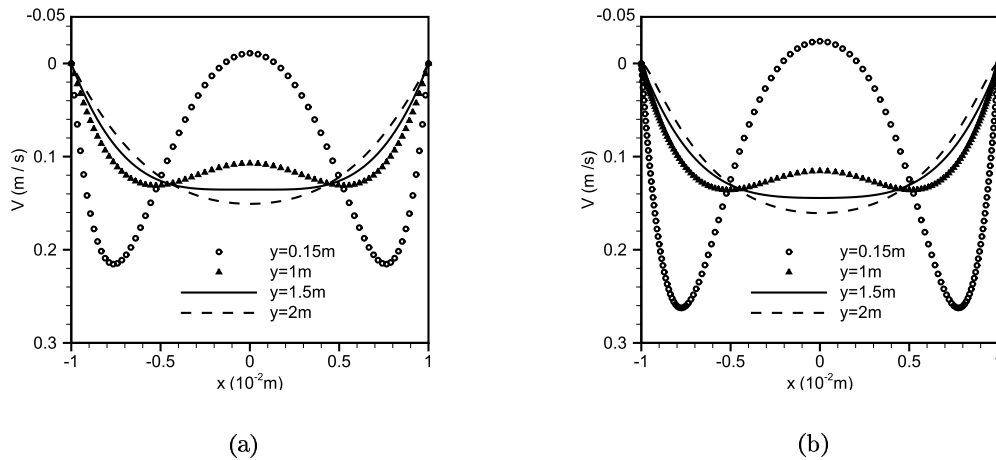 -0.05
0
0.1
0.2
0.3
V (m / s)
y=0.15m
y=1m
y=1.5m
y=2m
-1
-0.5
0
0.5
1
x (10⁻²m)
(a)
-0.05
0
0.1
0.2
0.3
V (m / s)
y=0.15m
y=1m
y=1.5m
y=2m
-1
-0.5
0
0.5
x (10⁻²m)
(b)